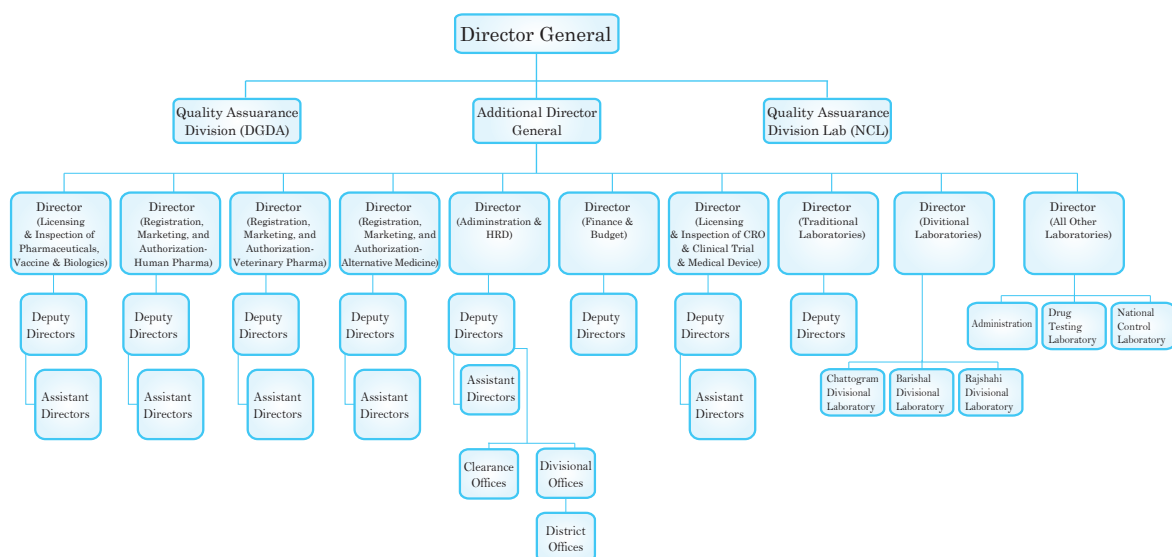 Director General
Quality Assuarance
Division (DGDA)
Additional Director
General
Quality Assuarance
Division Lab (NCL)
Director
(Licensing
& Inspection of
Pharmaceuticals,
Vaccine & Biologics)
Director
(Registration,
Marketing, and
Authorization-
Human Pharma)
Director
(Registration,
Marketing, and
Authorization-
Veterinary Pharma)
Director
(Registration,
Marketing, and
Authorization-
Alternative Medicine)
Director
(Adiminstration &
HRD)
Director
(Finance &
Budget)
Director
(Licensing
& Inspection of CRO
& Clinical Trial
& Medical Device)
Director
(Traditional
Laboratories)
Director
(Divitional
Laboratories)
Director
(All Other
Laboratories)
Deputy
Directors
Deputy
Directors
Deputy
Directors
Deputy
Directors
Deputy
Directors
Deputy
Directors
Deputy
Directors
Deputy
Directors
Administration
Drug
Testing
Laboratory
National
Control
Laboratory
Assistant
Directors
Assistant
Directors
Assistant
Directors
Assistant
Directors
Assistant
Directors
Assistant
Directors
Chattogram
Divisional
Laboratory
Barishal
Divisional
Laboratory
Rajshahi
Divisional
Laboratory
Clearance
Offices
Divisional
Offices
District
Offices